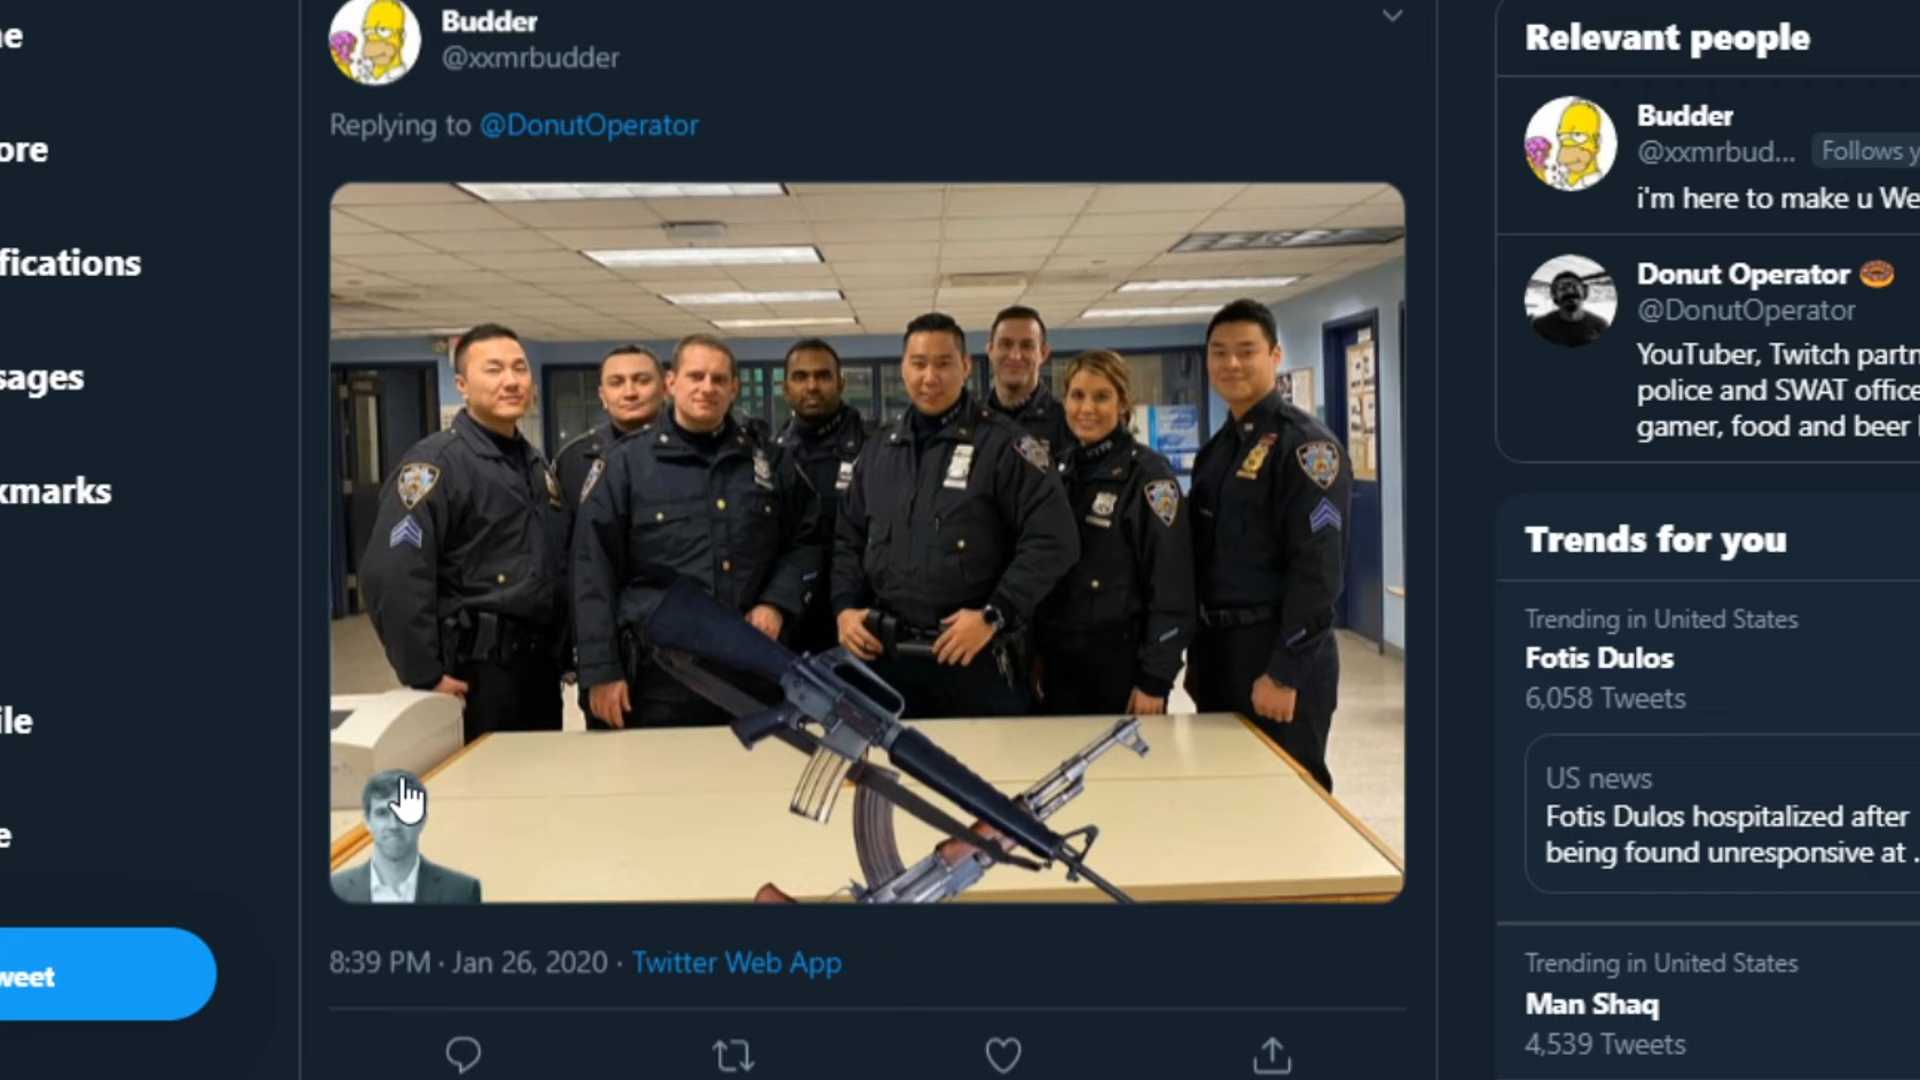 e
ore
fications
sages
kmarks
ile
e
weet
Budder
@xxmrbudder
Replying to @DonutOperator
8:39 PM · Jan 26, 2020 · Twitter Web App
Relevant people
Budder
@xxmrbud... Follows y
i'm here to make u We
Donut Operator 🍩
@DonutOperator
YouTuber, Twitch partn
police and SWAT office
gamer, food and beer
Trends for you
Trending in United States
Fotis Dulos
6,058 Tweets
US news
Fotis Dulos hospitalized after
being found unresponsive at ..
Trending in United States
Man Shaq
4,539 Tweets